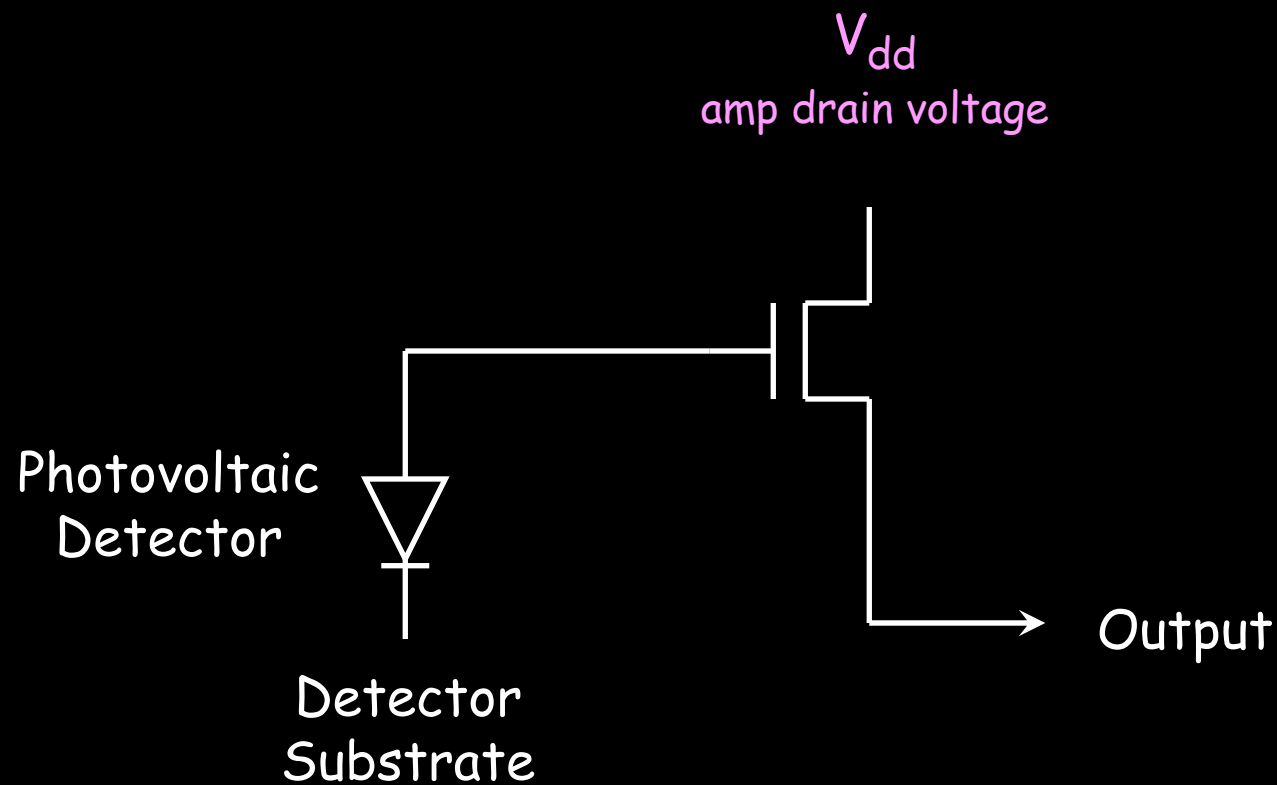 Vdd
amp drain voltage
Photovoltaic
Detector
Output
Detector
Substrate